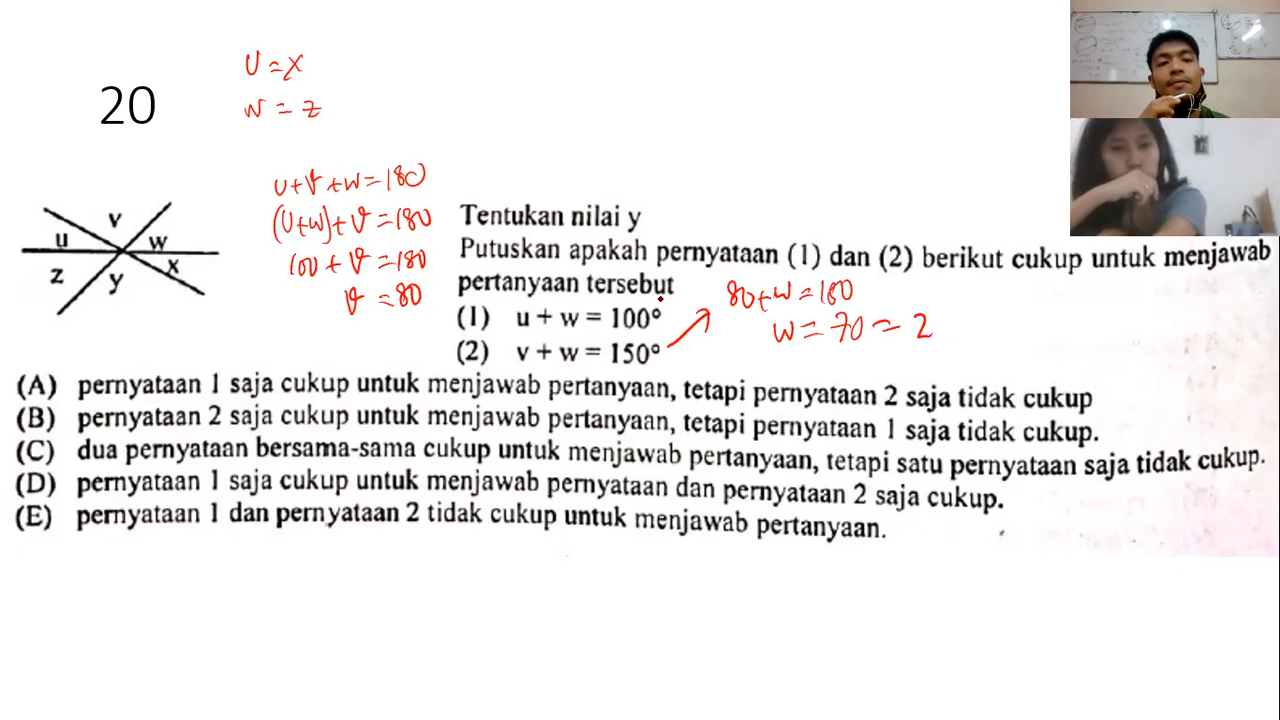 20
U = x
w = z
v
u
w
x
z
y
U + V + W = 180
(U + W) + V = 180
100 + V = 180
V = 80
Tentukan nilai y
Putuskan apakah pernyataan (1) dan (2) berikut cukup untuk menjawab
pertanyaan tersebut
(1) u + w = 100°
(2) v + w = 150°
80 + W = 150
W = 70 = 2
(A) pernyataan 1 saja cukup untuk menjawab pertanyaan, tetapi pernyataan 2 saja tidak cukup
(B) pernyataan 2 saja cukup untuk menjawab pertanyaan, tetapi pernyataan 1 saja tidak cukup.
(C) dua pernyataan bersama-sama cukup untuk menjawab pertanyaan, tetapi satu pernyataan saja tidak cukup.
(D) pernyataan 1 saja cukup untuk menjawab pernyataan dan pernyataan 2 saja cukup.
(E) pernyataan 1 dan pernyataan 2 tidak cukup untuk menjawab pertanyaan.